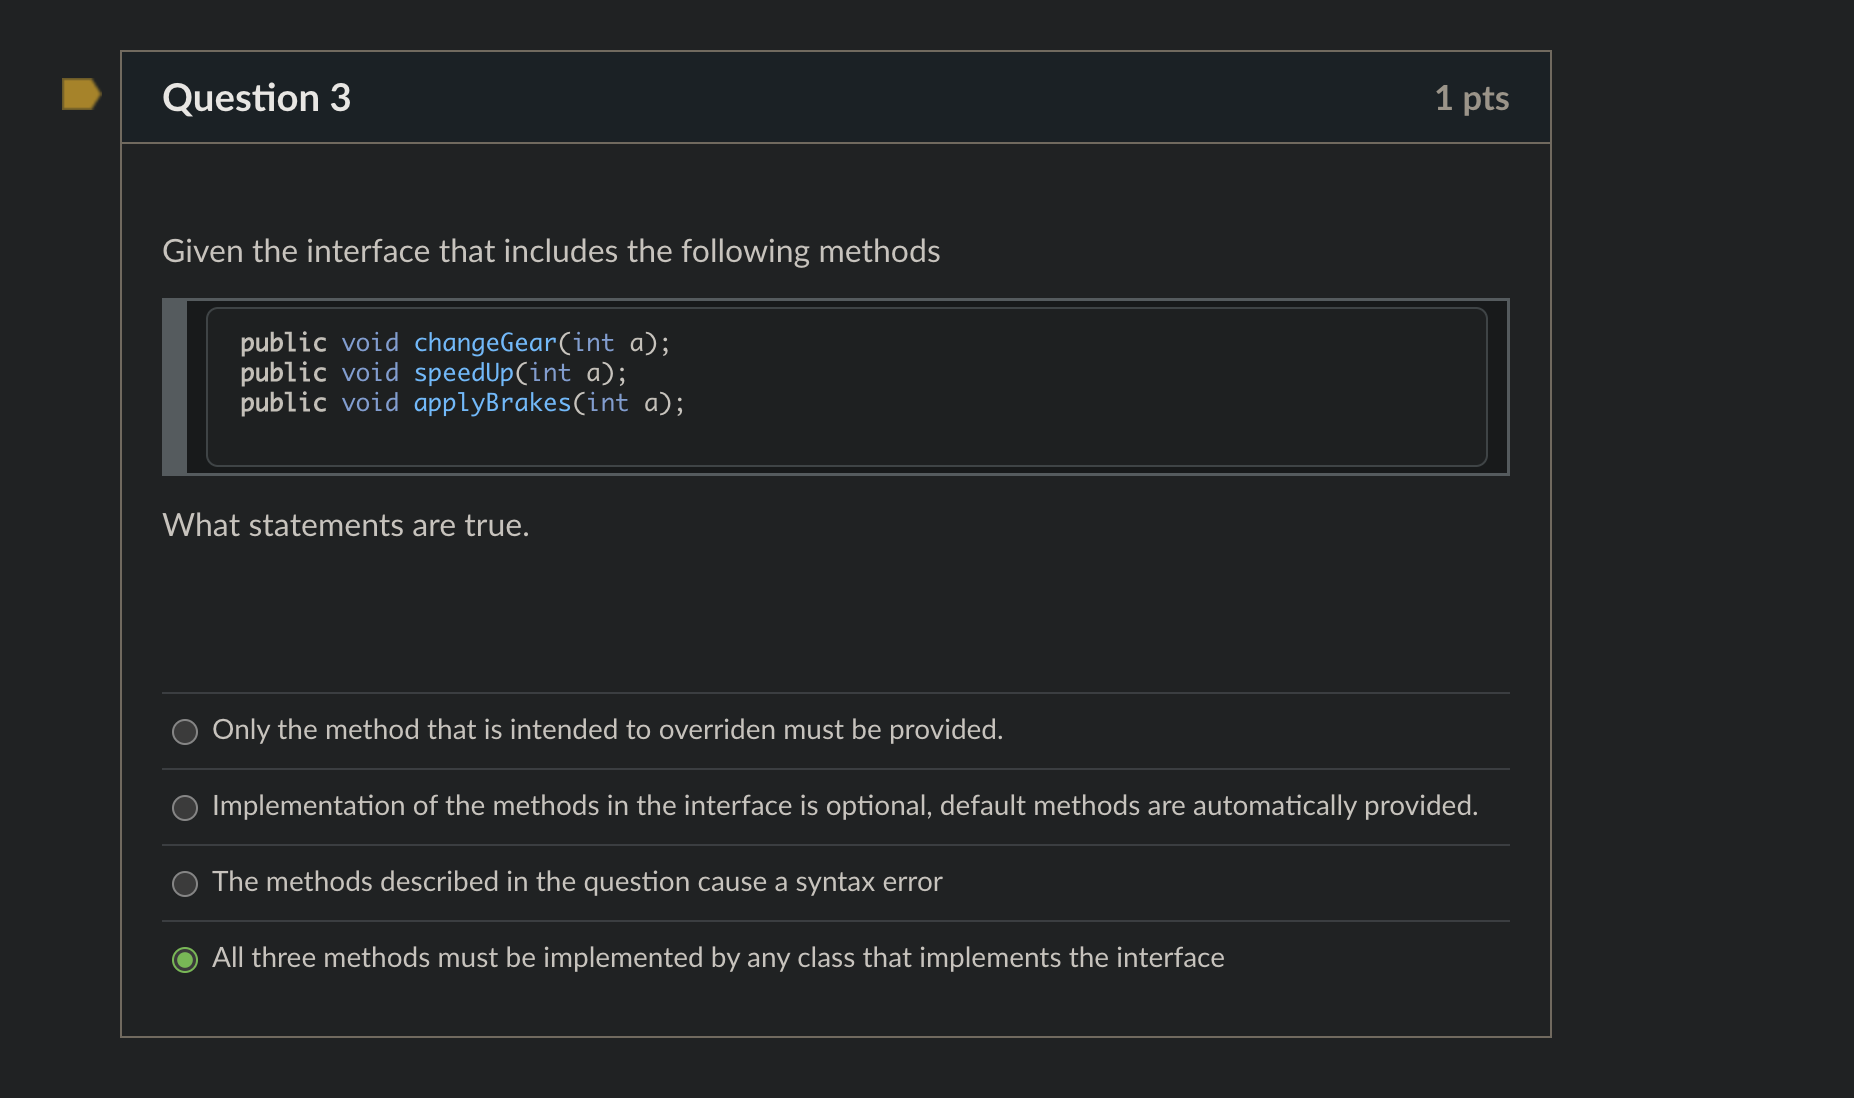 Question 3
1 pts
Given the interface that includes the following methods
public void changeGear(int a);
public void speedUp(int a);
public void applyBrakes(int a);
What statements are true.
Only the method that is intended to overriden must be provided.
Implementation of the methods in the interface is optional, default methods are automatically provided.
The methods described in the question cause a syntax error
All three methods must be implemented by any class that implements the interface